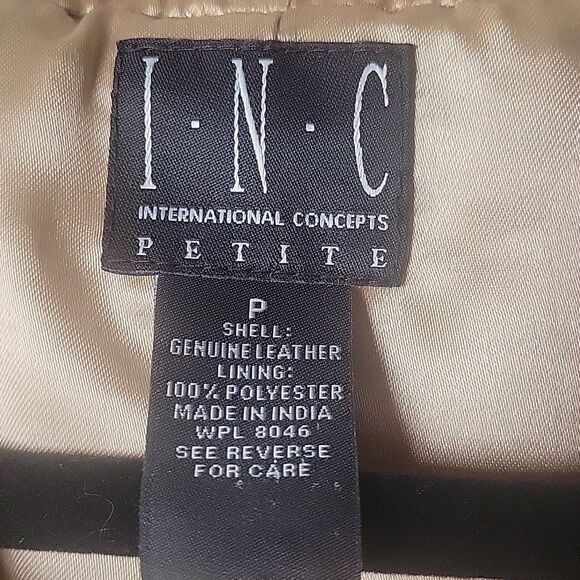 I·N·C
INTERNATIONAL CONCEPTS
PETITE
P
SHELL:
GENUINE LEATHER
LINING:
100% POLYESTER
MADE IN INDIA
WPL 8046
SEE REVERSE
FOR CARE